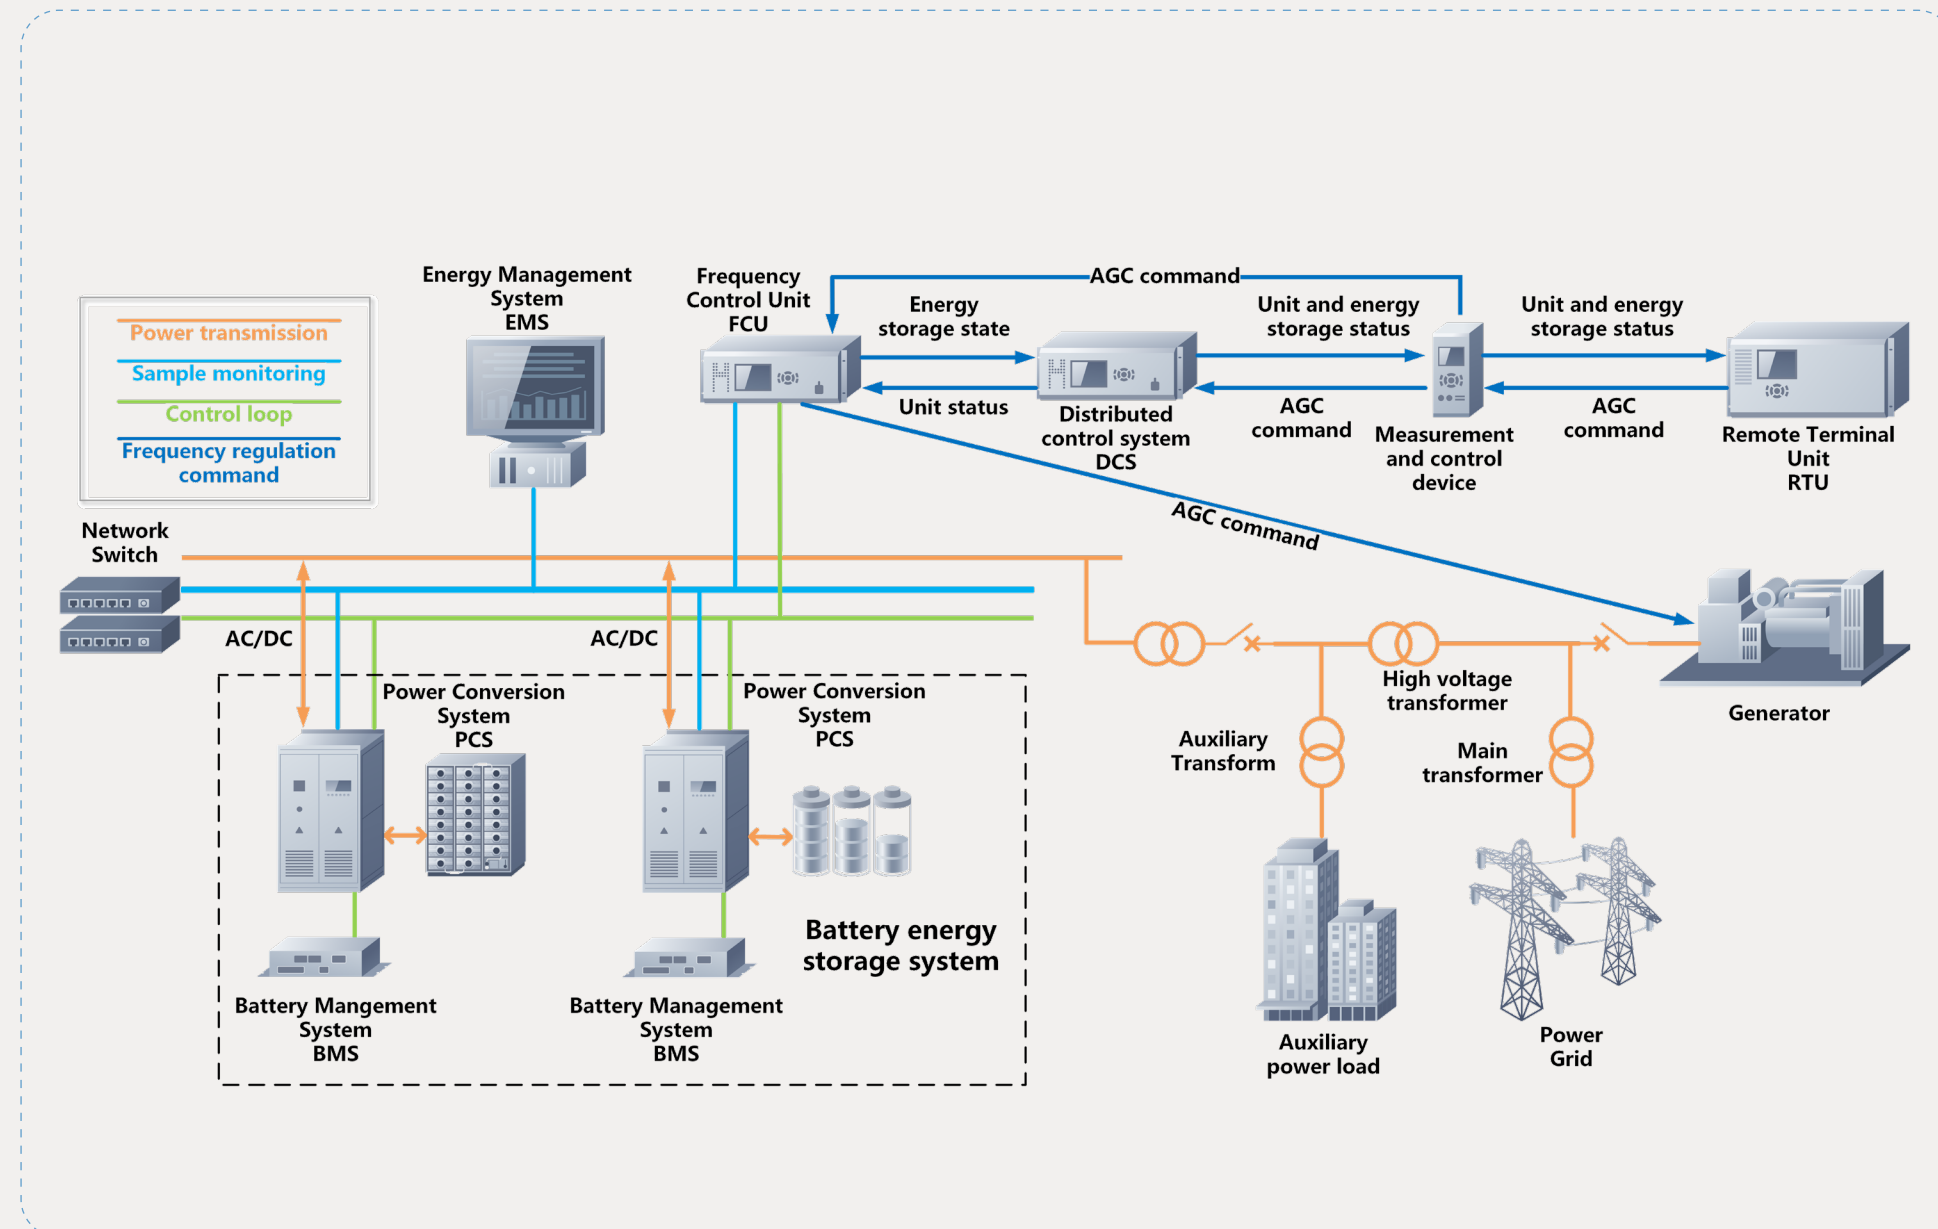 Power transmission
Sample monitoring
Control loop
Frequency regulation
command
Energy Management
System
EMS
Frequency
Control Unit
FCU
AGC command
Energy
storage state
Unit status
Distributed
control system
DCS
Unit and energy
storage status
AGC
command
Measurement
and control
device
Unit and energy
storage status
AGC
command
Remote Terminal
Unit
RTU
AGC command
Network
Switch
AC/DC
AC/DC
Power Conversion
System
PCS
Power Conversion
System
PCS
Battery energy
storage system
Battery Mangement
System
BMS
Battery Management
System
BMS
High voltage
transformer
Generator
Auxiliary
Transform
Main
transformer
Auxiliary
power load
Power
Grid